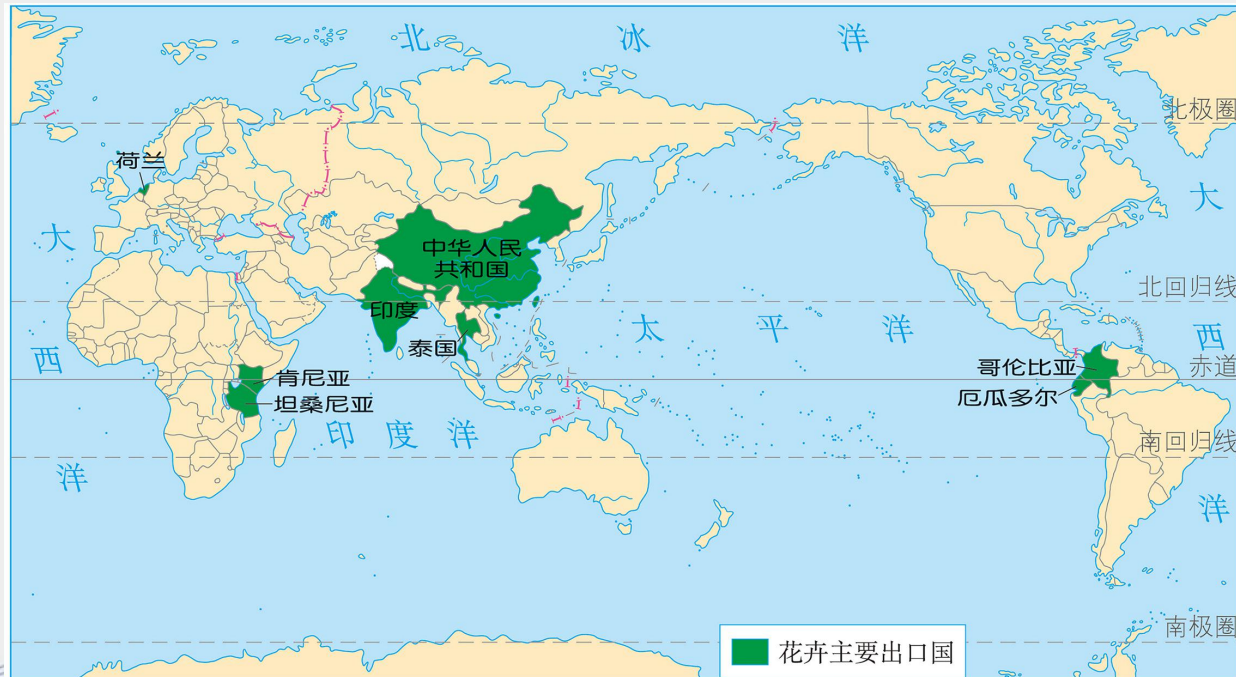 北冰洋
北极圈
荷兰
大
大
中华人民
共和国
北回归线
印度
太平洋
西
泰国
西
赤道
肯尼亚
哥伦比亚
坦桑尼亚
厄瓜多尔
印度洋
南回归线
洋
洋
南极圈
花卉主要出口国